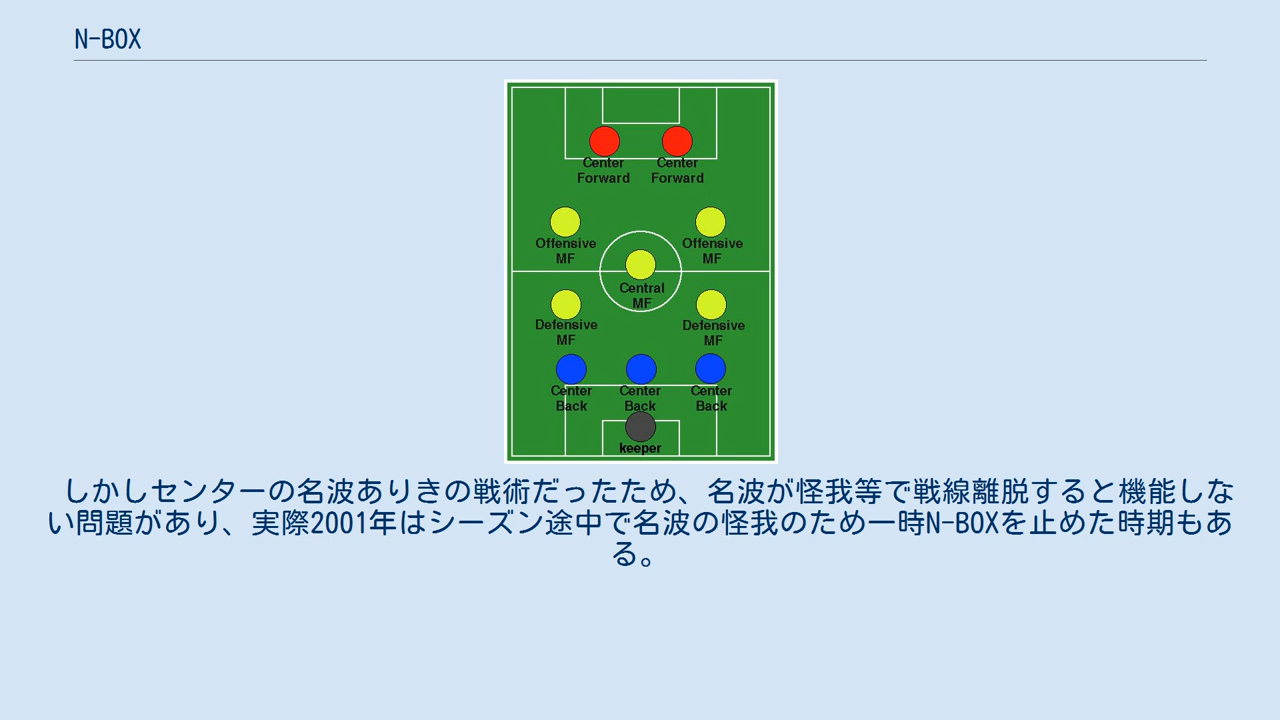 N-BOX
Center Forward
Center Forward
Offensive MF
Offensive MF
Central MF
Defensive MF
Defensive MF
Center Back
Center Back
Center Back
keeper
しかしセンターの名波ありきの戦術だったため、名波が怪我等で戦線離脱すると機能しな
い問題があり、実際2001年はシーズン途中で名波の怪我のため一時N-BOXを止めた時期もあ
る。